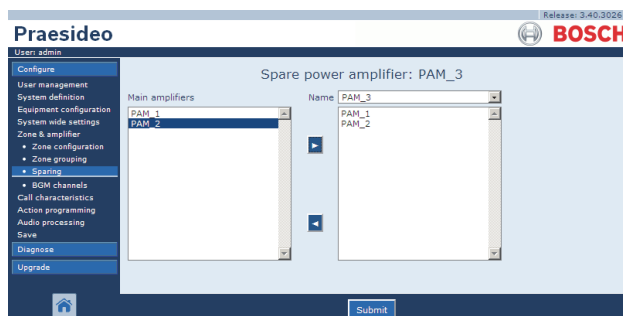 Release: 3.40.3026
Praesideo
BOSCH
User: admin
Configure
User management
System definition
Equipment configuration
System wide settings
Zone & amplifier
• Zone configuration
• Zone grouping
• Sparing
• BGM channels
Call characteristics
Action programming
Audio processing
Save
Diagnose
Upgrade
Spare power amplifier: PAM_3
Main amplifiers
PAM_1
PAM_2
Name PAM_3
PAM_1
PAM_2
Submit